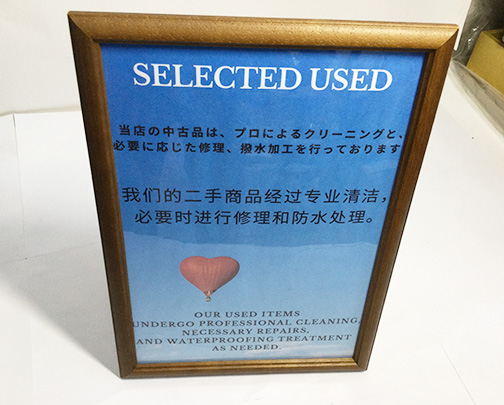 SELECTED USED
当店の中古品は、プロによるクリーニングと、
必要に応じた修理、撥水加工を行っております
我们的二手商品经过专业清洁，
必要时进行修理和防水处理。
OUR USED ITEMS
UNDERGO PROFESSIONAL CLEANING,
NECESSARY REPAIRS,
AND WATERPROOFING TREATMENT
AS NEEDED.